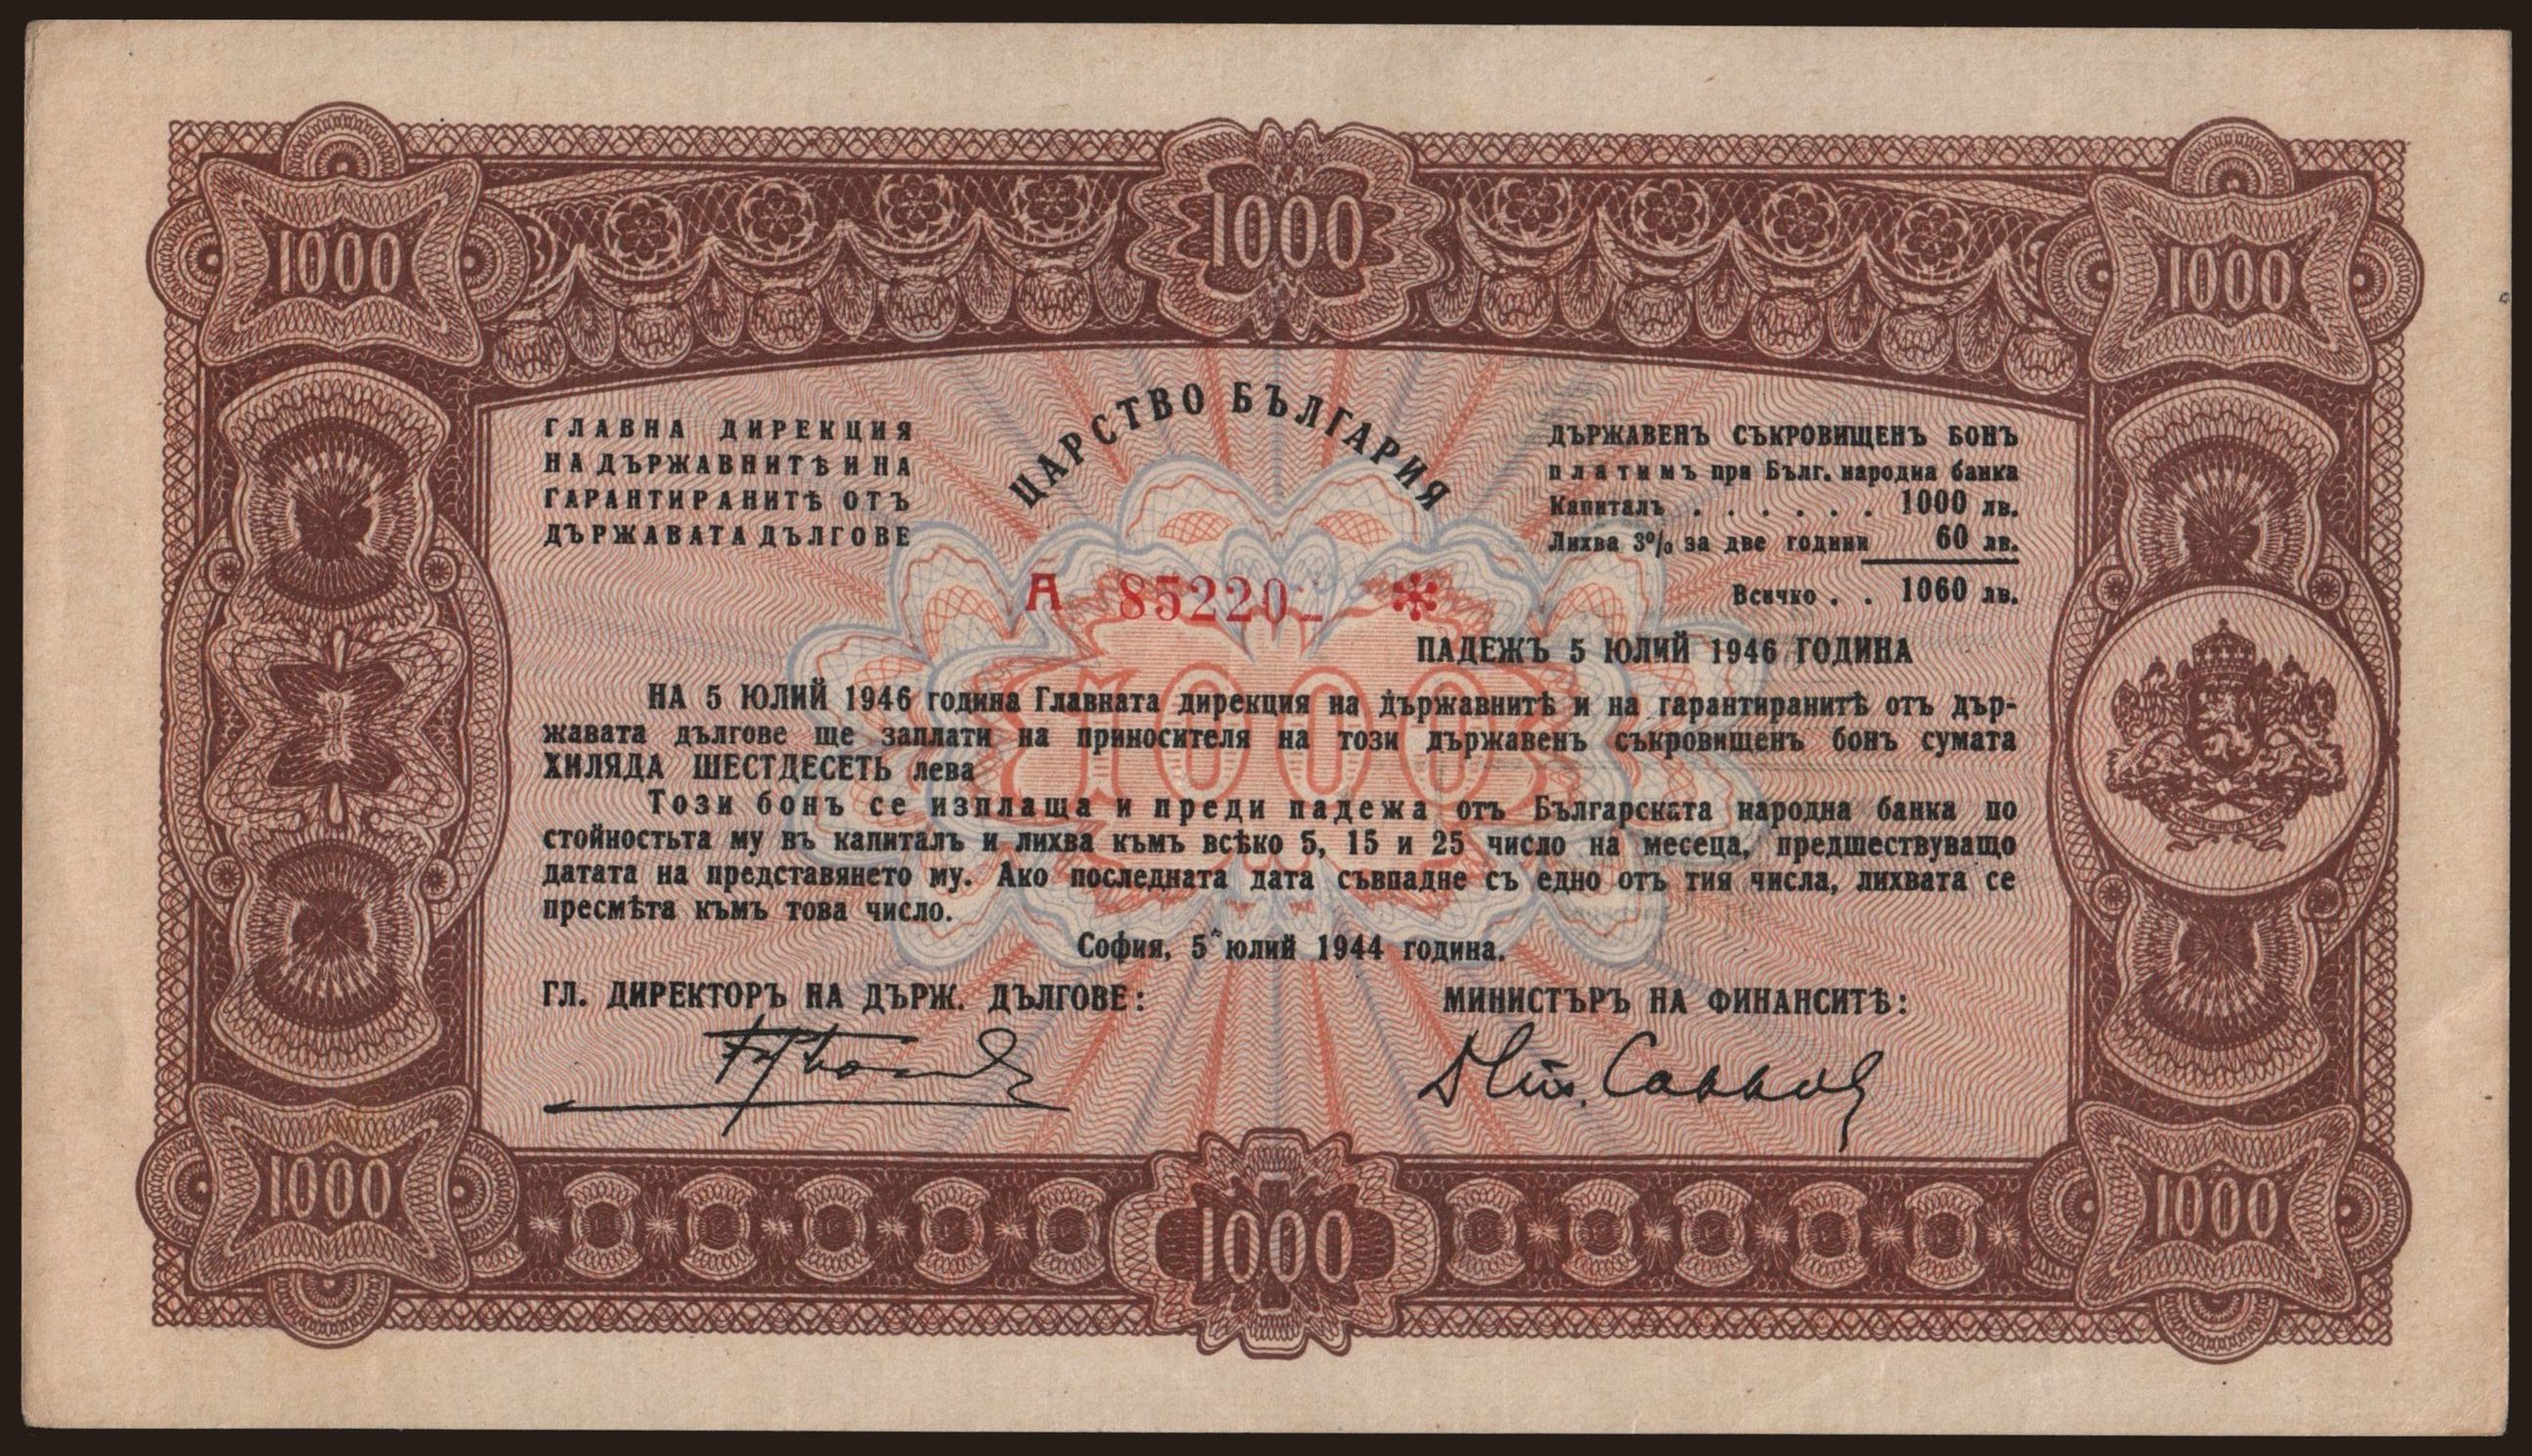 1000
1000
1000
ЦАРСТВО БЪЛГАРИЯ
ГЛАВНА ДИРЕКЦИЯ
НА ДЪРЖАВНИТѢ И НА
ГАРАНТИРАНИТѢ ОТЪ
ДЪРЖАВАТА ДЪЛГОВЕ
ДЪРЖАВЕНЪ СЪКРОВИЩЕНЪ БОНЪ
платимъ при Бълг. народна банка
Капиталъ . . . . . . 1000 лв.
Лихва 3% за две години 60 лв.
Всичко . . 1060 лв.
А 85220 *
ПАДЕЖЪ 5 ЮЛИЙ 1946 ГОДИНА
1000
НА 5 ЮЛИЙ 1946 година Главната дирекция на държавнитѣ и на гарантиранитѣ отъ дър-
жавата дългове ще заплати на приносителя на този държавенъ съкровищенъ бонъ сумата
ХИЛЯДА ШЕСТДЕСЕТЬ лева
Този бонъ се изплаща и преди падежа отъ Българската народна банка по
стойностьта му въ капиталъ и лихва къмъ всѣко 5, 15 и 25 число на месеца, предшествуващо
датата на представянето му. Ако последната дата съвпадне съ едно отъ тия числа, лихвата се
пресмѣта къмъ това число.
София, 5 юлий 1944 година.
ГЛ. ДИРЕКТОРЪ НА ДЪРЖ. ДЪЛГОВЕ:
МИНИСТЪРЪ НА ФИНАНСИТѢ:
1000
1000
1000